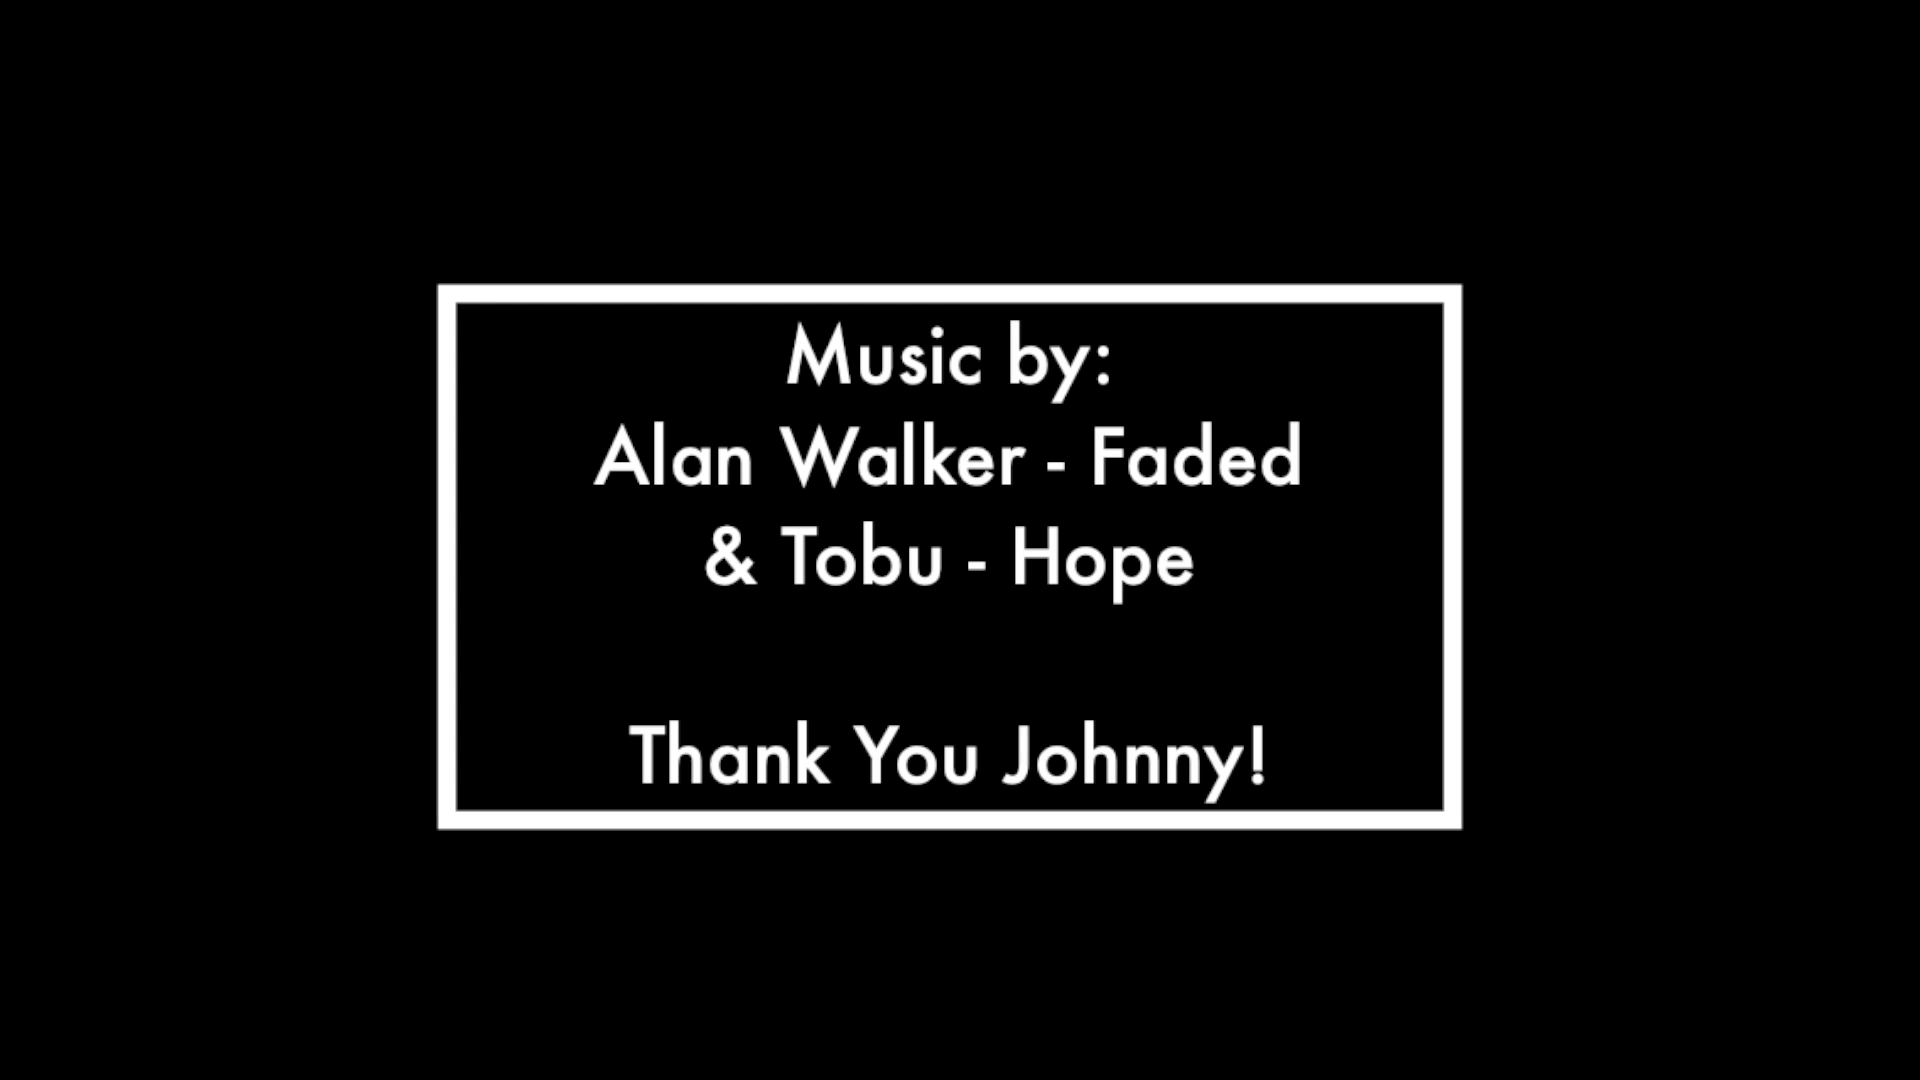 Music by:
Alan Walker - Faded
& Tobu - Hope
Thank You Johnny!